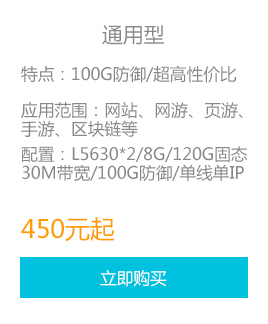 通用型
特点：100G防御/超高性价比
应用范围：网站、网游、页游、
手游、区块链等
配置：L5630*2/8G/120G固态
30M带宽/100G防御/单线单IP
450元起
立即购买